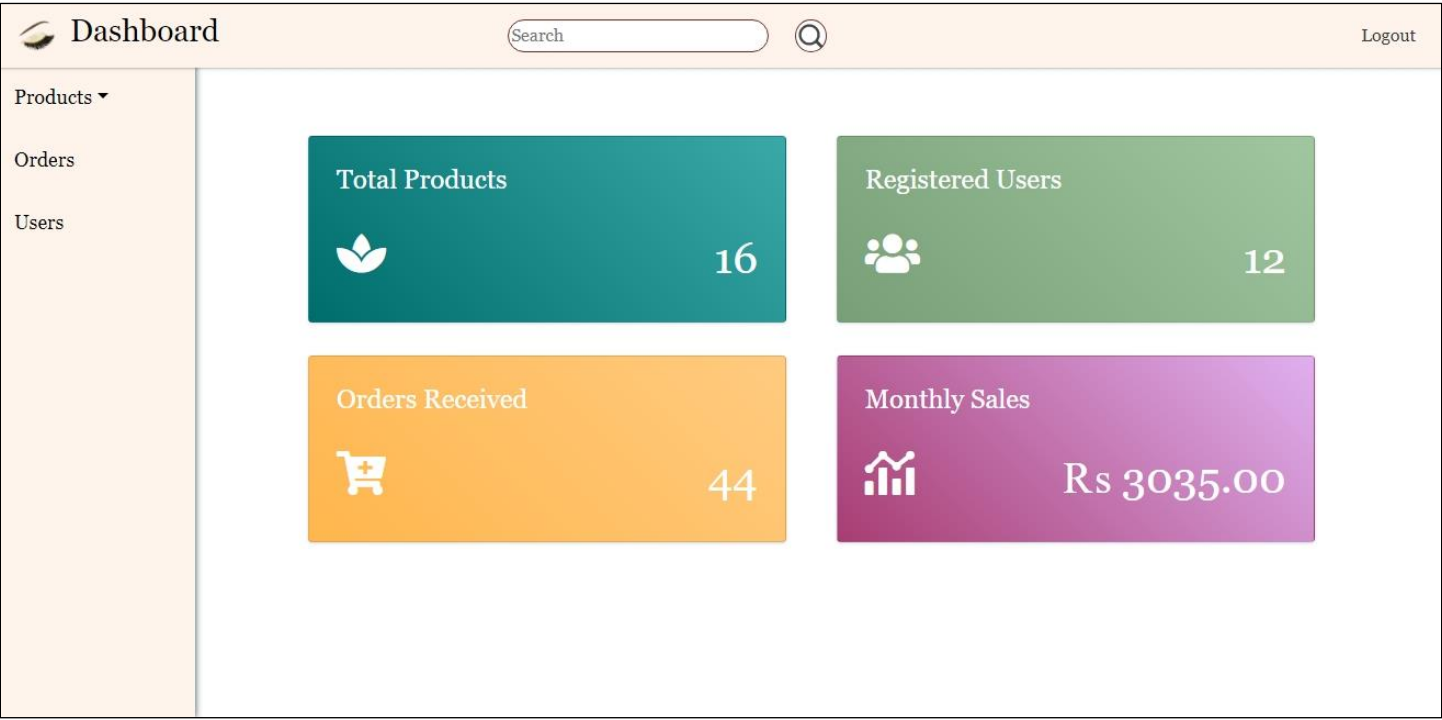 Dashboard
Search
Logout
Products
Orders
Users
Total Products
16
Registered Users
12
Orders Received
44
Monthly Sales
Rs 3035.00